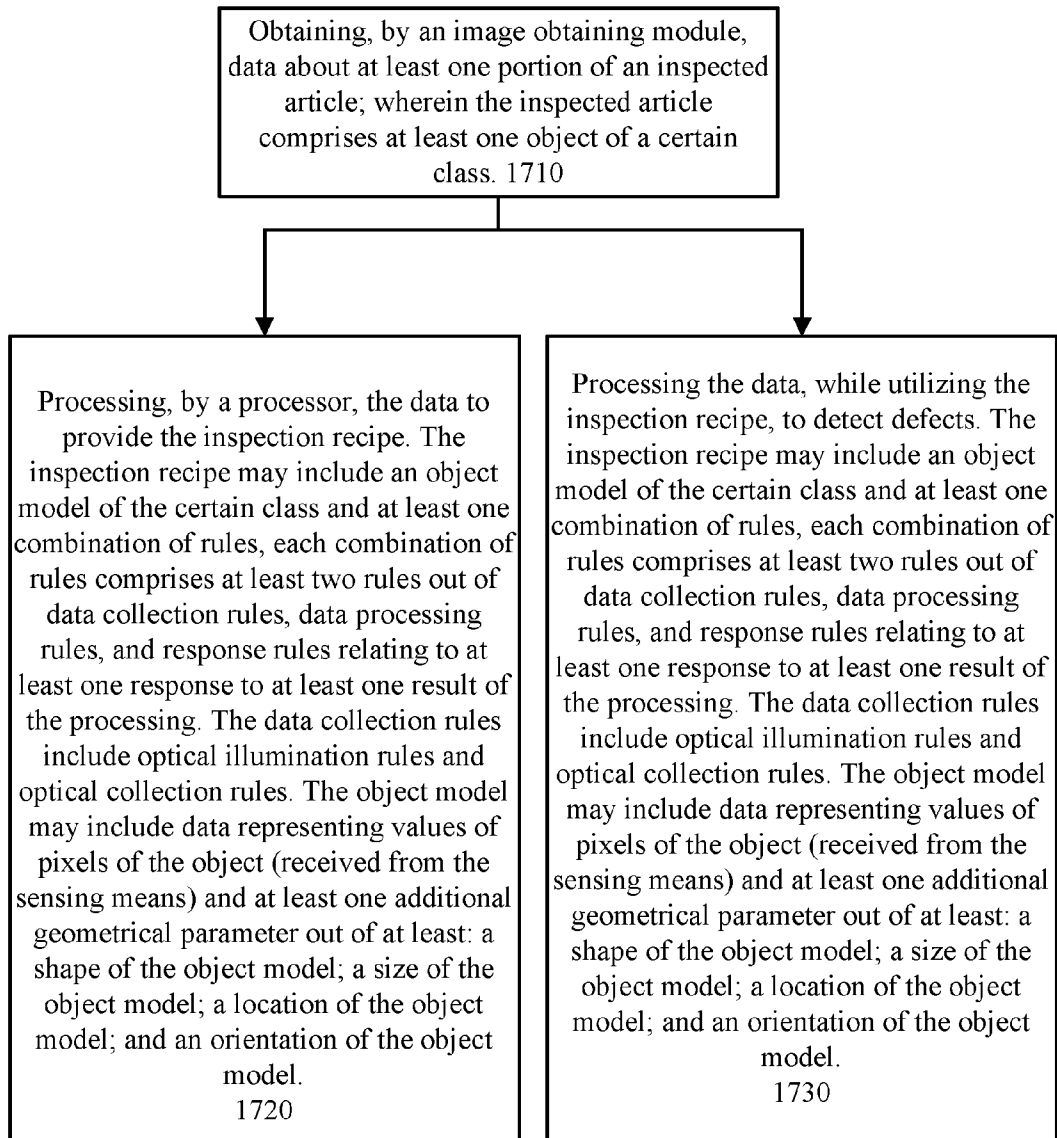 Obtaining, by an image obtaining module,
data about at least one portion of an inspected
article; wherein the inspected article
comprises at least one object of a certain
class. 1710
Processing, by a processor, the data to
provide the inspection recipe. The
inspection recipe may include an object
model of the certain class and at least one
combination of rules, each combination of
rules comprises at least two rules out of
data collection rules, data processing
rules, and response rules relating to at
least one response to at least one result of
the processing. The data collection rules
include optical illumination rules and
optical collection rules. The object model
may include data representing values of
pixels of the object (received from the
sensing means) and at least one additional
geometrical parameter out of at least: a
shape of the object model; a size of the
object model; a location of the object
model; and an orientation of the object
model.
1720
Processing the data, while utilizing the
inspection recipe, to detect defects. The
inspection recipe may include an object
model of the certain class and at least one
combination of rules, each combination of
rules comprises at least two rules out of
data collection rules, data processing
rules, and response rules relating to at
least one response to at least one result of
the processing. The data collection rules
include optical illumination rules and
optical collection rules. The object model
may include data representing values of
pixels of the object (received from the
sensing means) and at least one additional
geometrical parameter out of at least: a
shape of the object model; a size of the
object model; a location of the object
model; and an orientation of the object
model.
1730